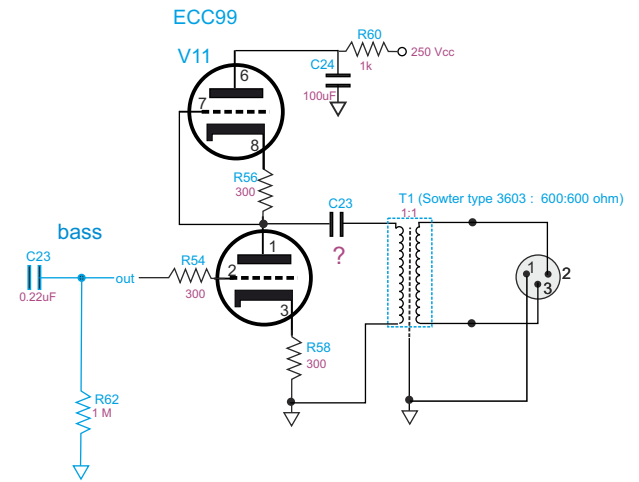 ECC99
V11
R60
250 Vcc
1k
C24
100uF
6
7
8
R56
300
C23
?
T1 (Sowter type 3603 : 600:600 ohm)
1:1
bass
C23
0.22uF
out
R54
300
1
2
3
R58
300
1
2
3
R62
1 M